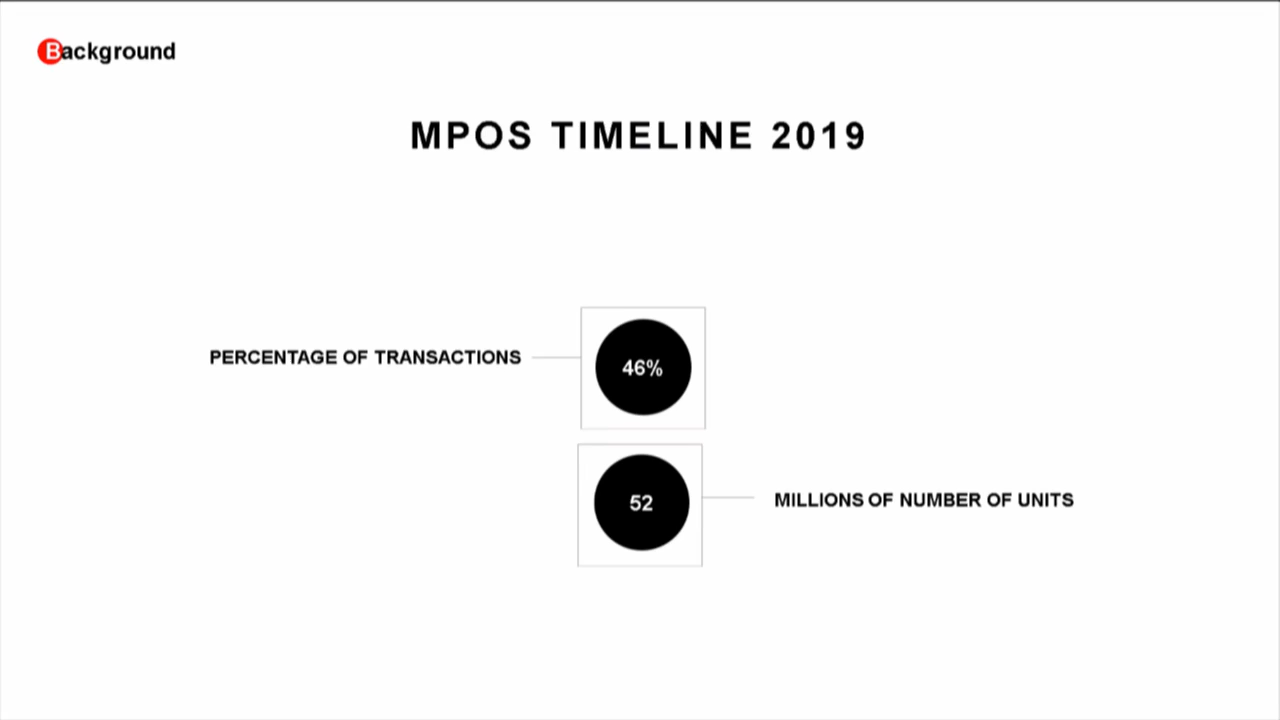 Background
MPOS TIMELINE 2019
PERCENTAGE OF TRANSACTIONS
46%
52
MILLIONS OF NUMBER OF UNITS